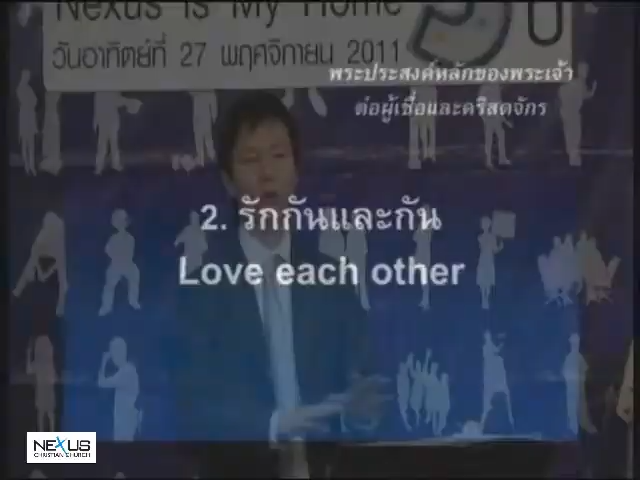 Nexus is My Home
วันอาทิตย์ที่ 27 พฤศจิกายน 2011
พระประสงค์หลักของพระเจ้า
ต่อผู้เชื่อและคริสตจักร
2. รักกันและกัน
Love each other
NEXUS
CHRISTIAN CHURCH